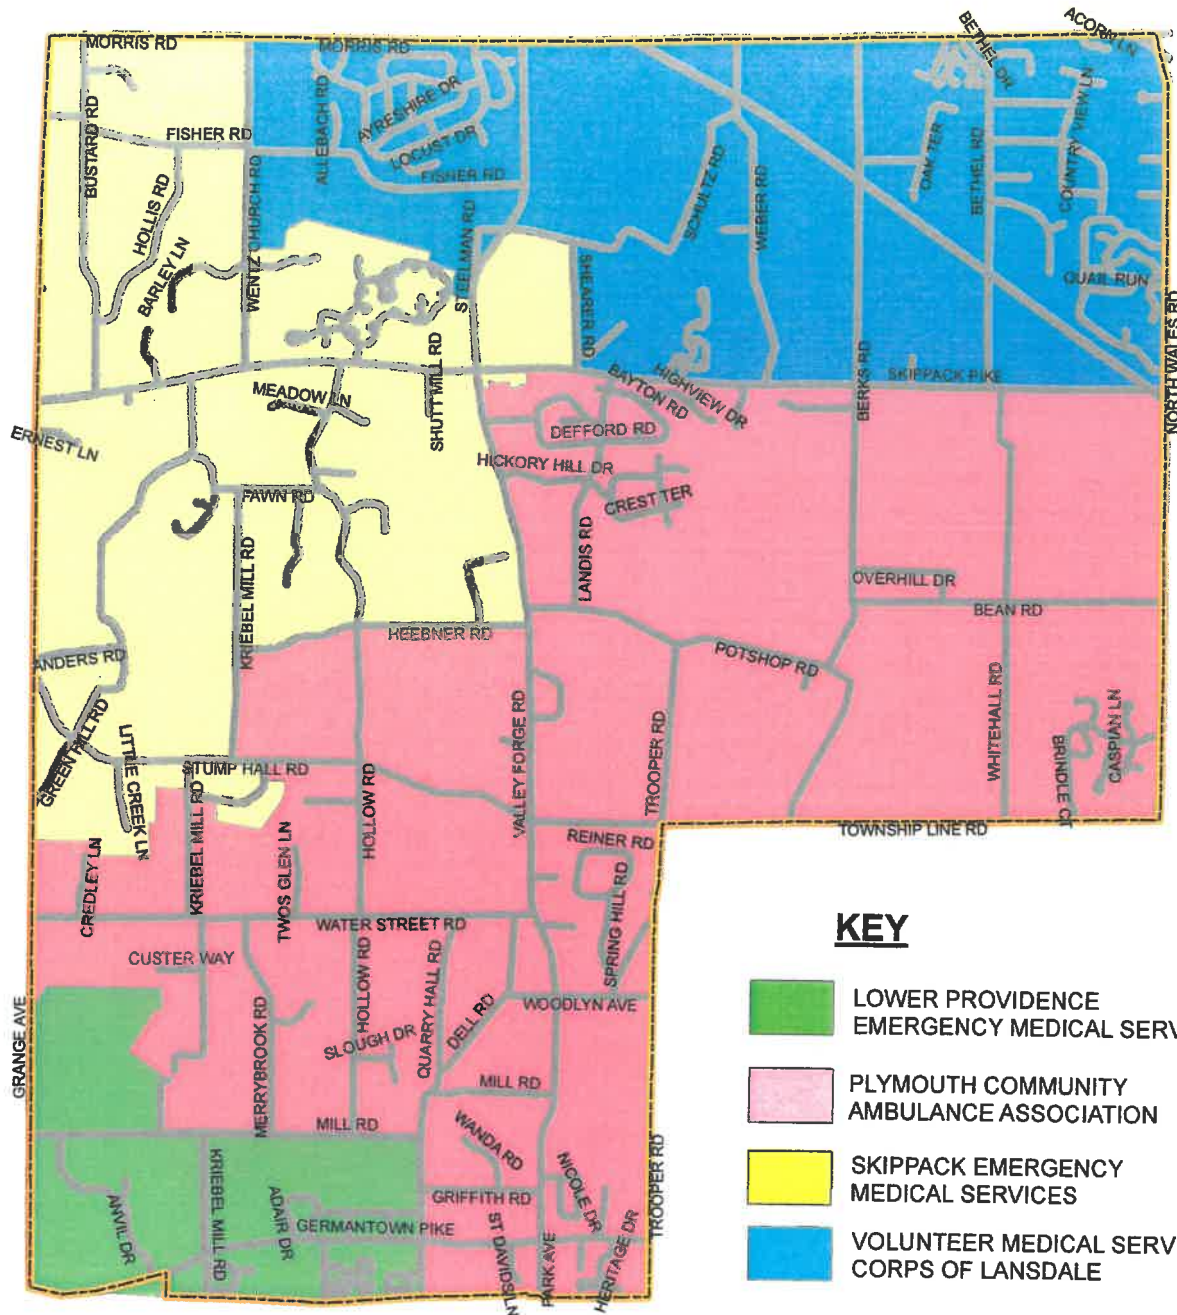 MORRIS RD
MORRIS RD
BETHEL DR
ACORN LN
BUSTARD RD
FISHER RD
ALLEBACH RD
AYRESHIRE DR
LOCUST DR
FISHER RD
OAK TER
BETHEL RD
COUNTRY VIEW LN
HOLLIS RD
BARLEY LN
WENTZ CHURCH RD
STEELMAN RD
SHEARER RD
SCHULTZ RD
WEBER RD
QUAIL RUN
NORTH WALES RD
MEADOW LN
SHUTT MILL RD
BAYTON RD
HIGHVIEW DR
BERKS RD
SKIPPACK PIKE
ERNEST LN
DEFFORD RD
HICKORY HILL DR
CREST TER
FAWN RD
KRIEBEL MILL RD
LANDIS RD
OVERHILL DR
BEAN RD
HEEBNER RD
ANDERS RD
POTSHOP RD
GREEN HILL RD
LITTLE CREEK LN
STUMP HALL RD
VALLEY FORGE RD
TROOPER RD
WHITEHALL RD
BRINDLE CT
CASPIAN LN
HOLLOW RD
KRIEBEL MILL RD
CREDLEY LN
TWOS GLEN LN
REINER RD
TOWNSHIP LINE RD
SPRING HILL RD
WATER STREET RD
CUSTER WAY
HOLLOW RD
QUARRY HALL RD
DELL RD
WOODLYN AVE
GRANGE AVE
MERRYBROOK RD
SLOUGH DR
MILL RD
MILL RD
WANDA RD
NICOLE DR
TROOPER RD
KRIEBEL MILL RD
ANVIL DR
ADAIR DR
GRIFFITH RD
GERMANTOWN PIKE
ST DAVIDS LN
PARK AVE
HERITAGE DR
KEY
LOWER PROVIDENCE
EMERGENCY MEDICAL SERV
PLYMOUTH COMMUNITY
AMBULANCE ASSOCIATION
SKIPPACK EMERGENCY
MEDICAL SERVICES
VOLUNTEER MEDICAL SERV
CORPS OF LANSDALE